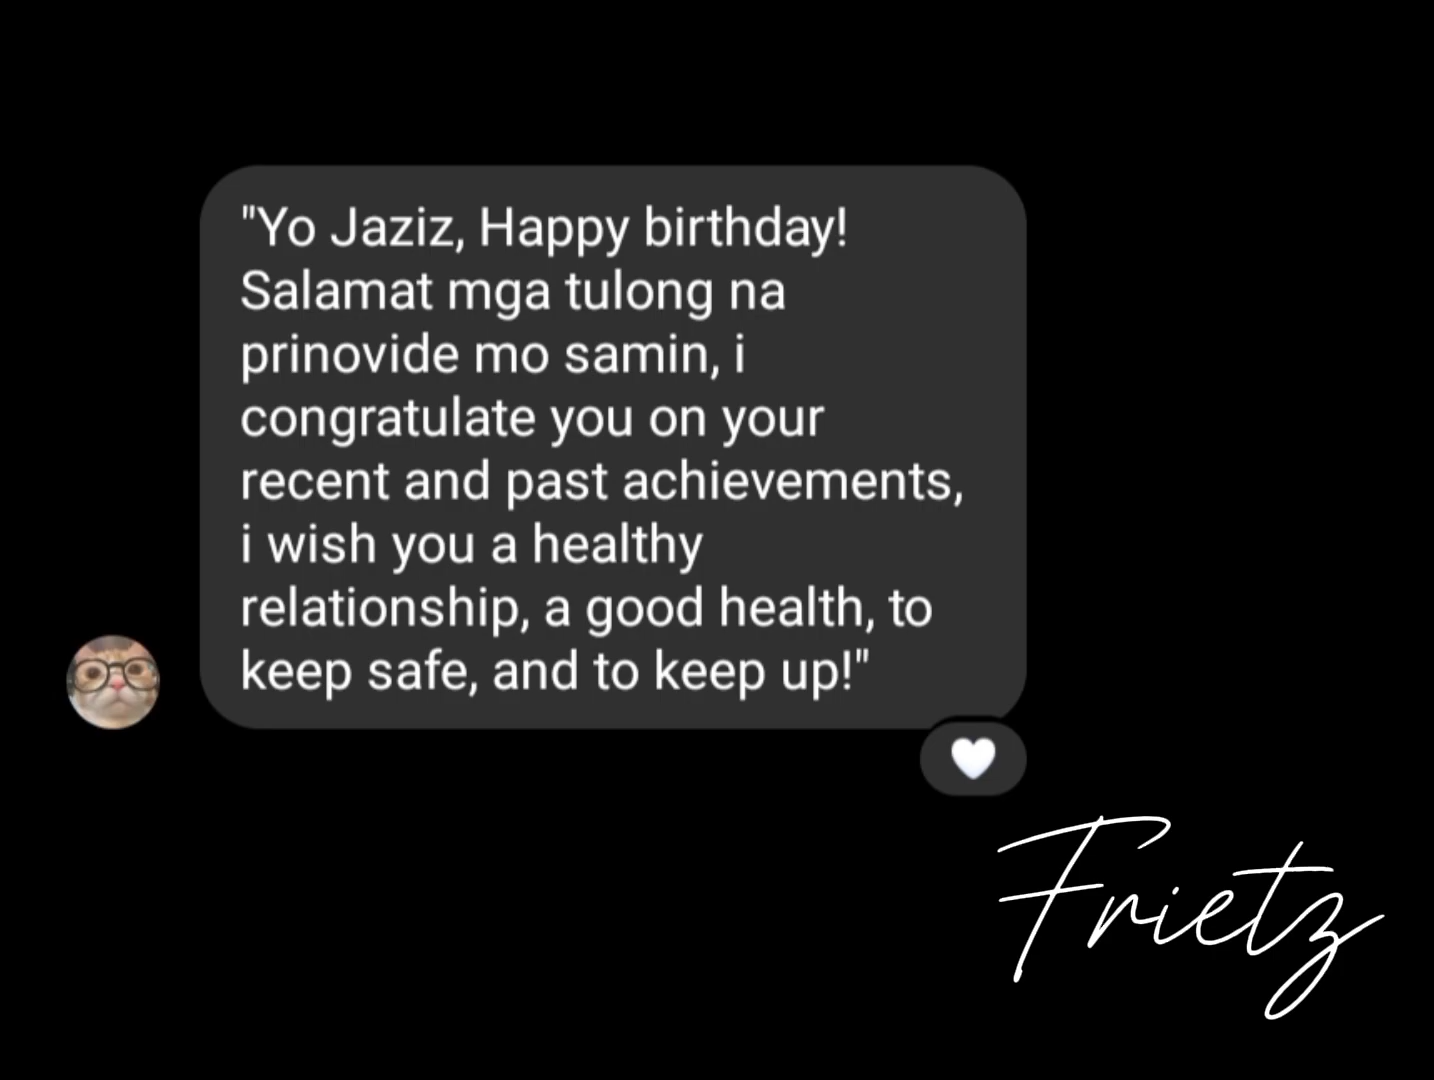 "Yo Jaziz, Happy birthday!
Salamat mga tulong na
prinovide mo samin, i
congratulate you on your
recent and past achievements,
i wish you a healthy
relationship, a good health, to
keep safe, and to keep up!"
Frietz